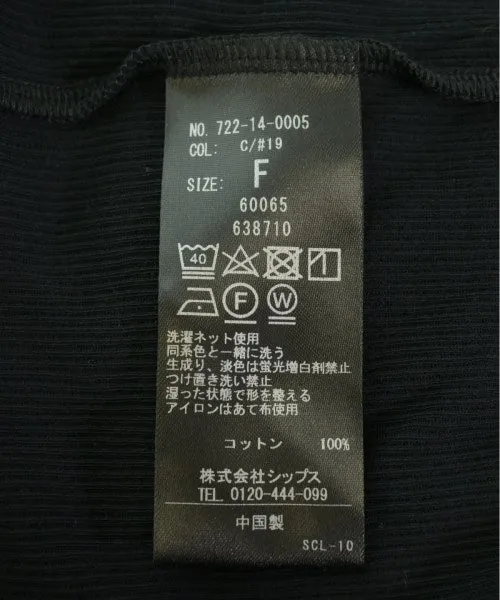 NO. 722-14-0005
COL: C/#19
SIZE: F
60065
638710
40
F W
洗濯ネット使用
同系色と一緒に洗う
生成り、淡色は蛍光増白剤禁止
つけ置き洗い禁止
湿った状態で形を整える
アイロンはあて布使用
コットン 100%
株式会社シップス
TEL. 0120-444-099
中国製
SCL-10